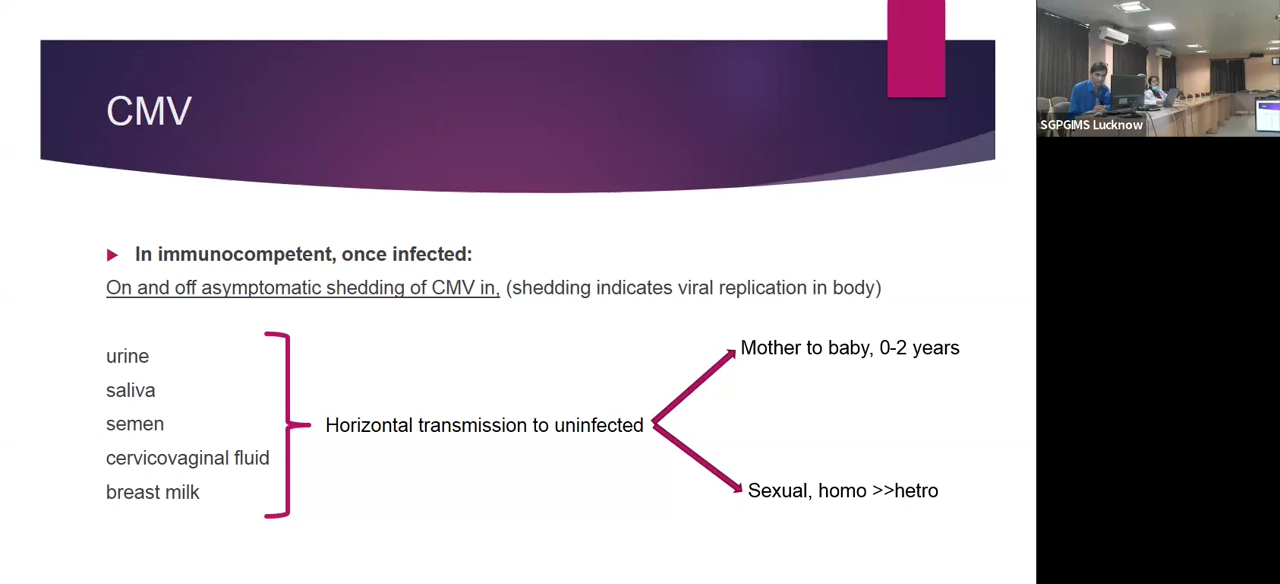 CMV
SGPGIMS Lucknow
In immunocompetent, once infected:
On and off asymptomatic shedding of CMV in, (shedding indicates viral replication in body)
urine
saliva
semen
cervicovaginal fluid
breast milk
Horizontal transmission to uninfected
Mother to baby, 0-2 years
Sexual, homo >>hetro